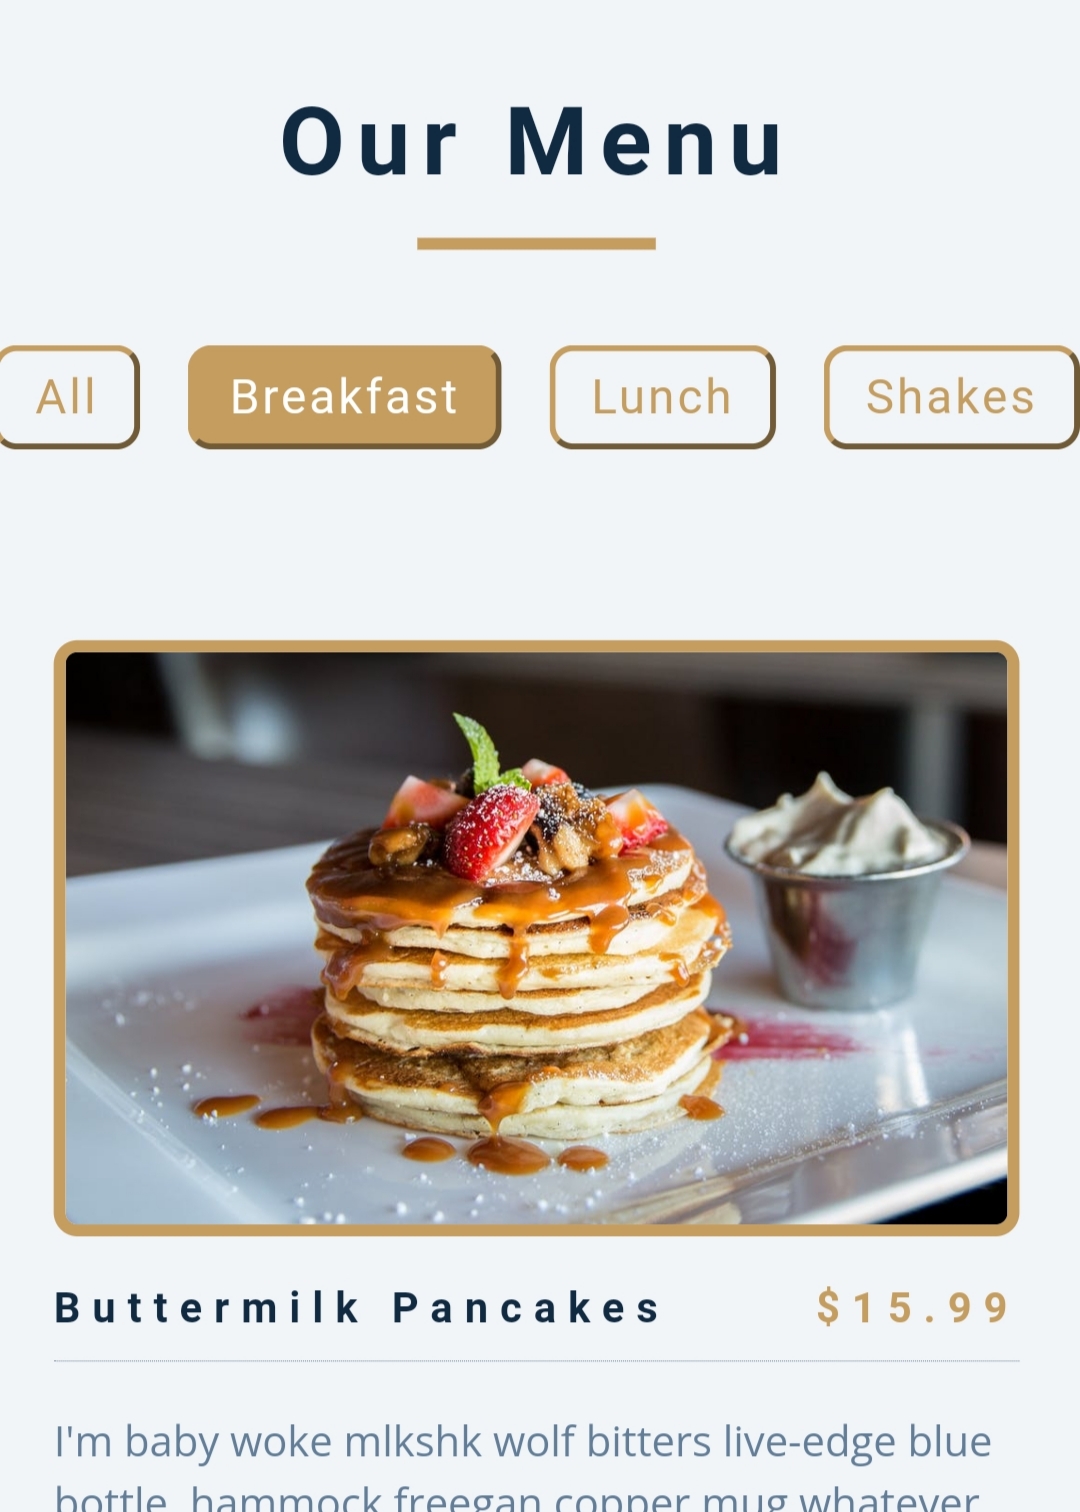 Our Menu
All Breakfast Lunch Shakes
Buttermilk Pancakes $15.99
I'm baby woke mlkshk wolf bitters live-edge blue
bottle, hammock freegan copper mug whatever